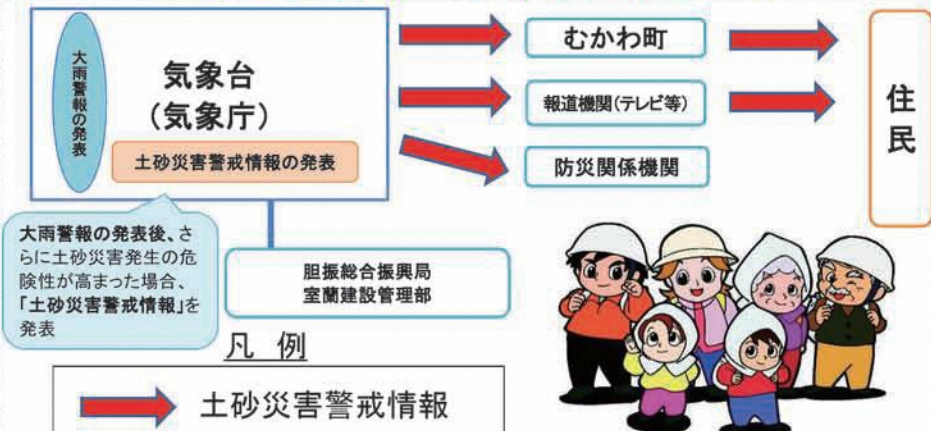 大雨警報の発表
気象台
（気象庁）
土砂災害警戒情報の発表
むかわ町
報道機関（テレビ等）
防災関係機関
住民
大雨警報の発表後、さ
らに土砂災害発生の危
険性が高まった場合、
「土砂災害警戒情報」を
発表
胆振総合振興局
室蘭建設管理部
凡 例
土砂災害警戒情報